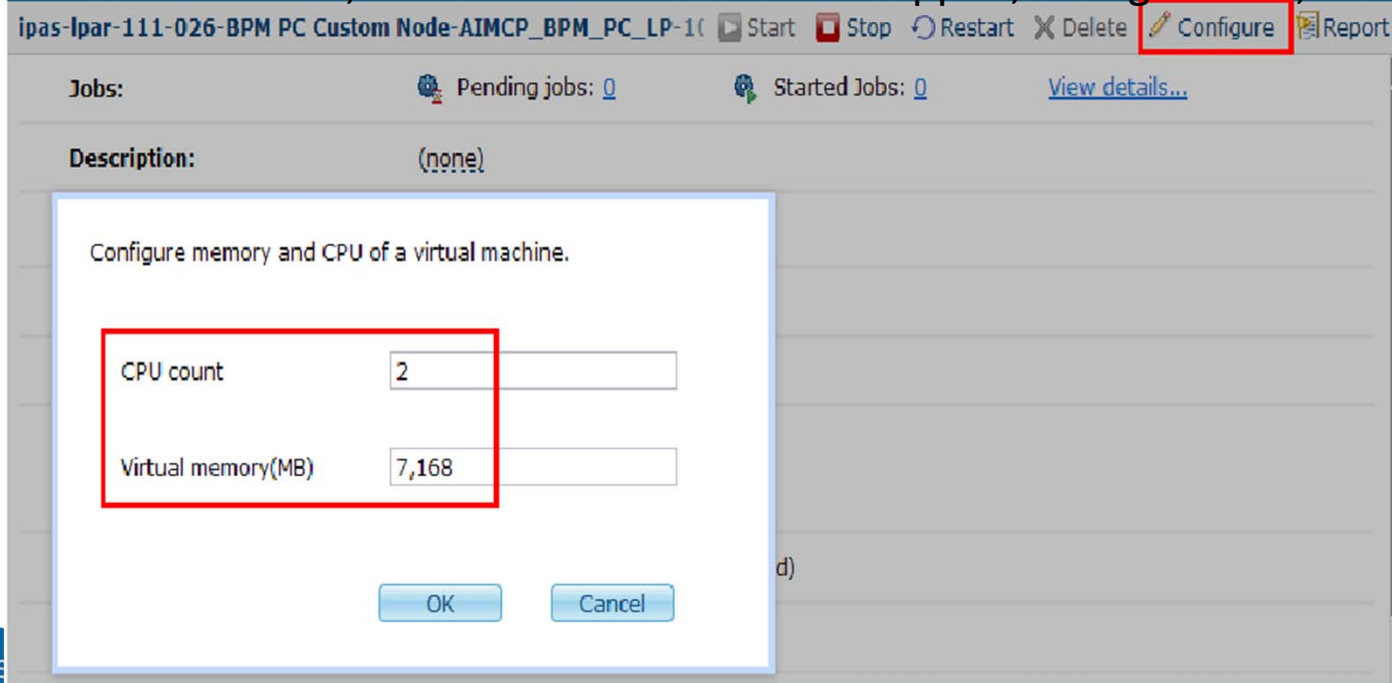 ipas-lpar-111-026-BPM PC Custom Node-AIMCP_BPM_PC_LP-1( Start Stop Restart Delete Configure Report
Jobs: Pending jobs: 0 Started Jobs: 0 View details...
Description: (none)
Configure memory and CPU of a virtual machine.
CPU count 2
Virtual memory(MB) 7,168
d)
OK Cancel